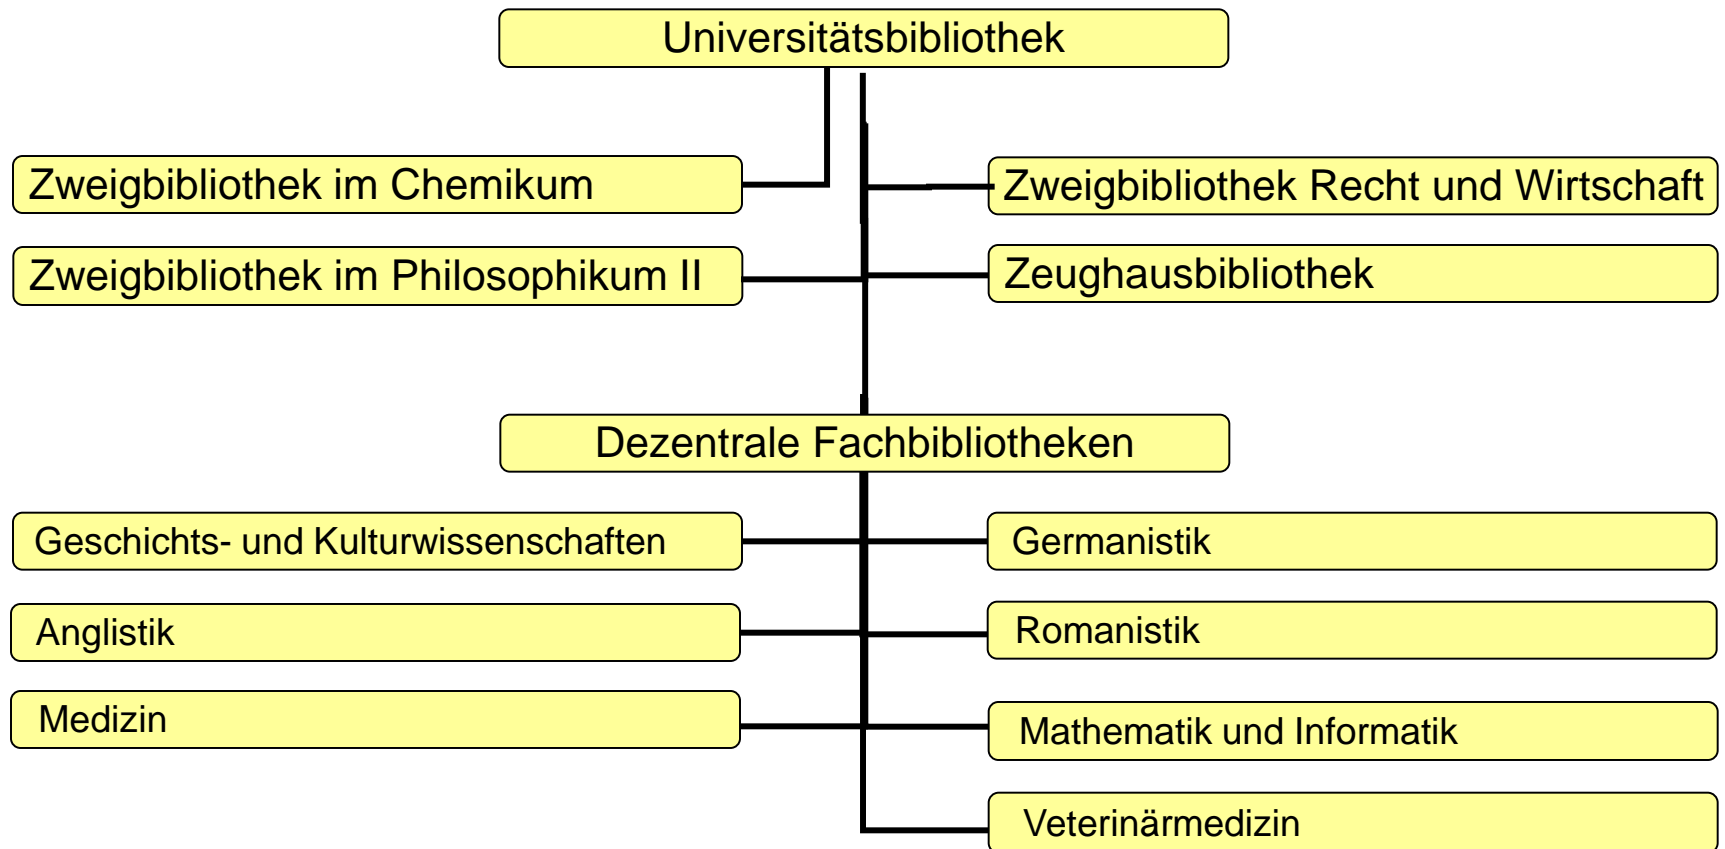 Universitätsbibliothek
Zweigbibliothek im Chemikum
Zweigbibliothek Recht und Wirtschaft
Zweigbibliothek im Philosophikum II
Zeughausbibliothek
Dezentrale Fachbibliotheken
Geschichts- und Kulturwissenschaften
Germanistik
Anglistik
Romanistik
Medizin
Mathematik und Informatik
Veterinärmedizin